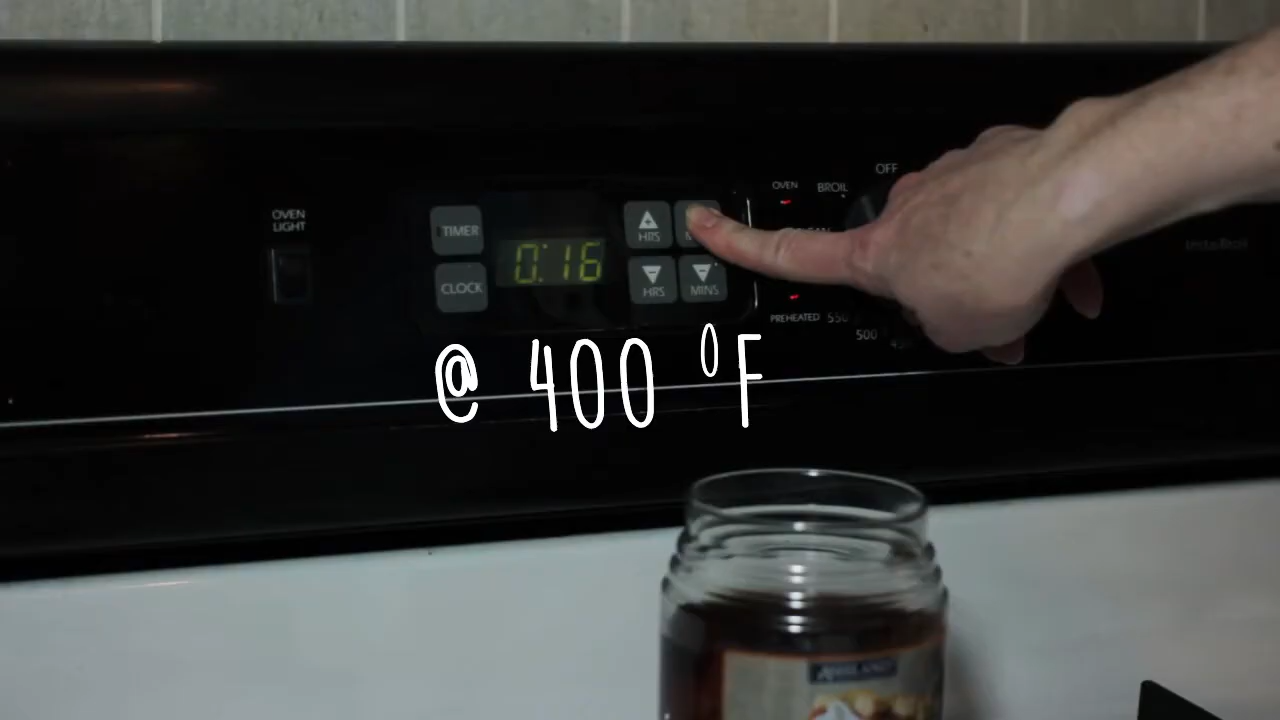 OFF
OVEN BROIL
OVEN
LIGHT
TIMER
HRS
0:16
CLOCK
HRS
MINS
PREHEATED 550
500
@ 400 °F